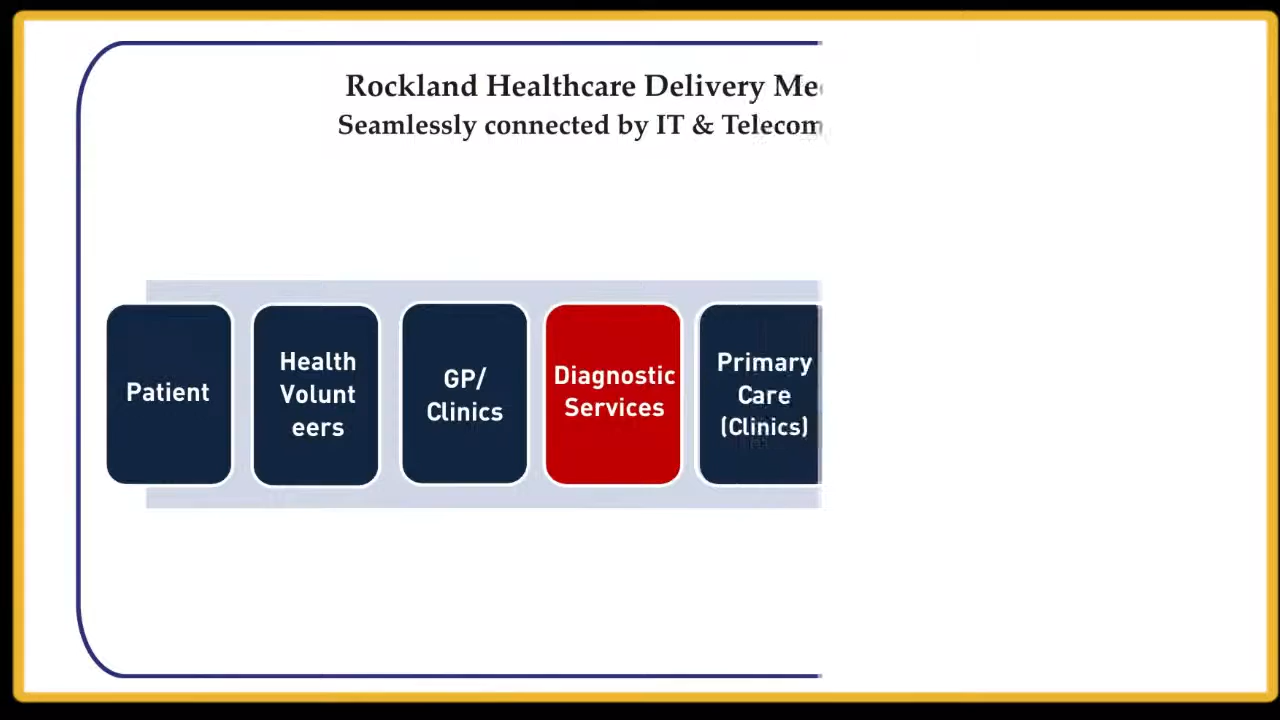 Rockland Healthcare Delivery
Seamlessly connected by IT & Telecom
Patient
Health
Volunt
eers
GP/
Clinics
Diagnostic
Services
Primary
Care
(Clinics)